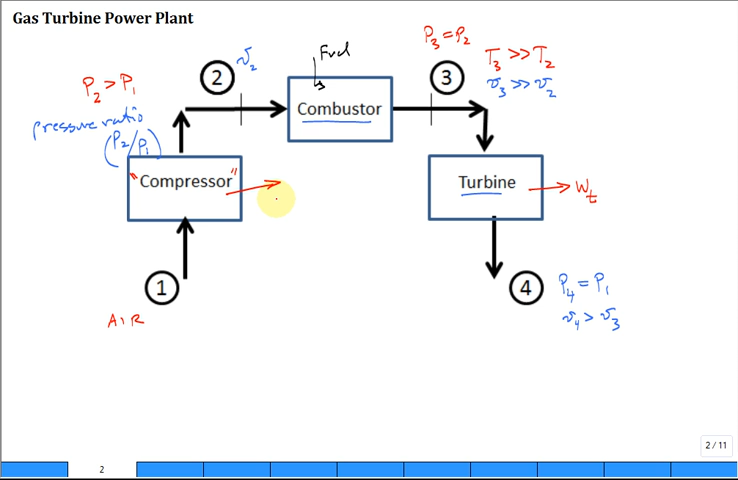 Gas Turbine Power Plant
P₂ > P₁
pressure ratio
(P₂/P₁)
2
v₂
Fuel
Combustor
P₃ = P₂
T₃ >> T₂
3
v₃ >> v₂
"Compressor"
Turbine
Wt
1
AIR
4
P₄ = P₁
v₄ > v₃
2 / 11
2